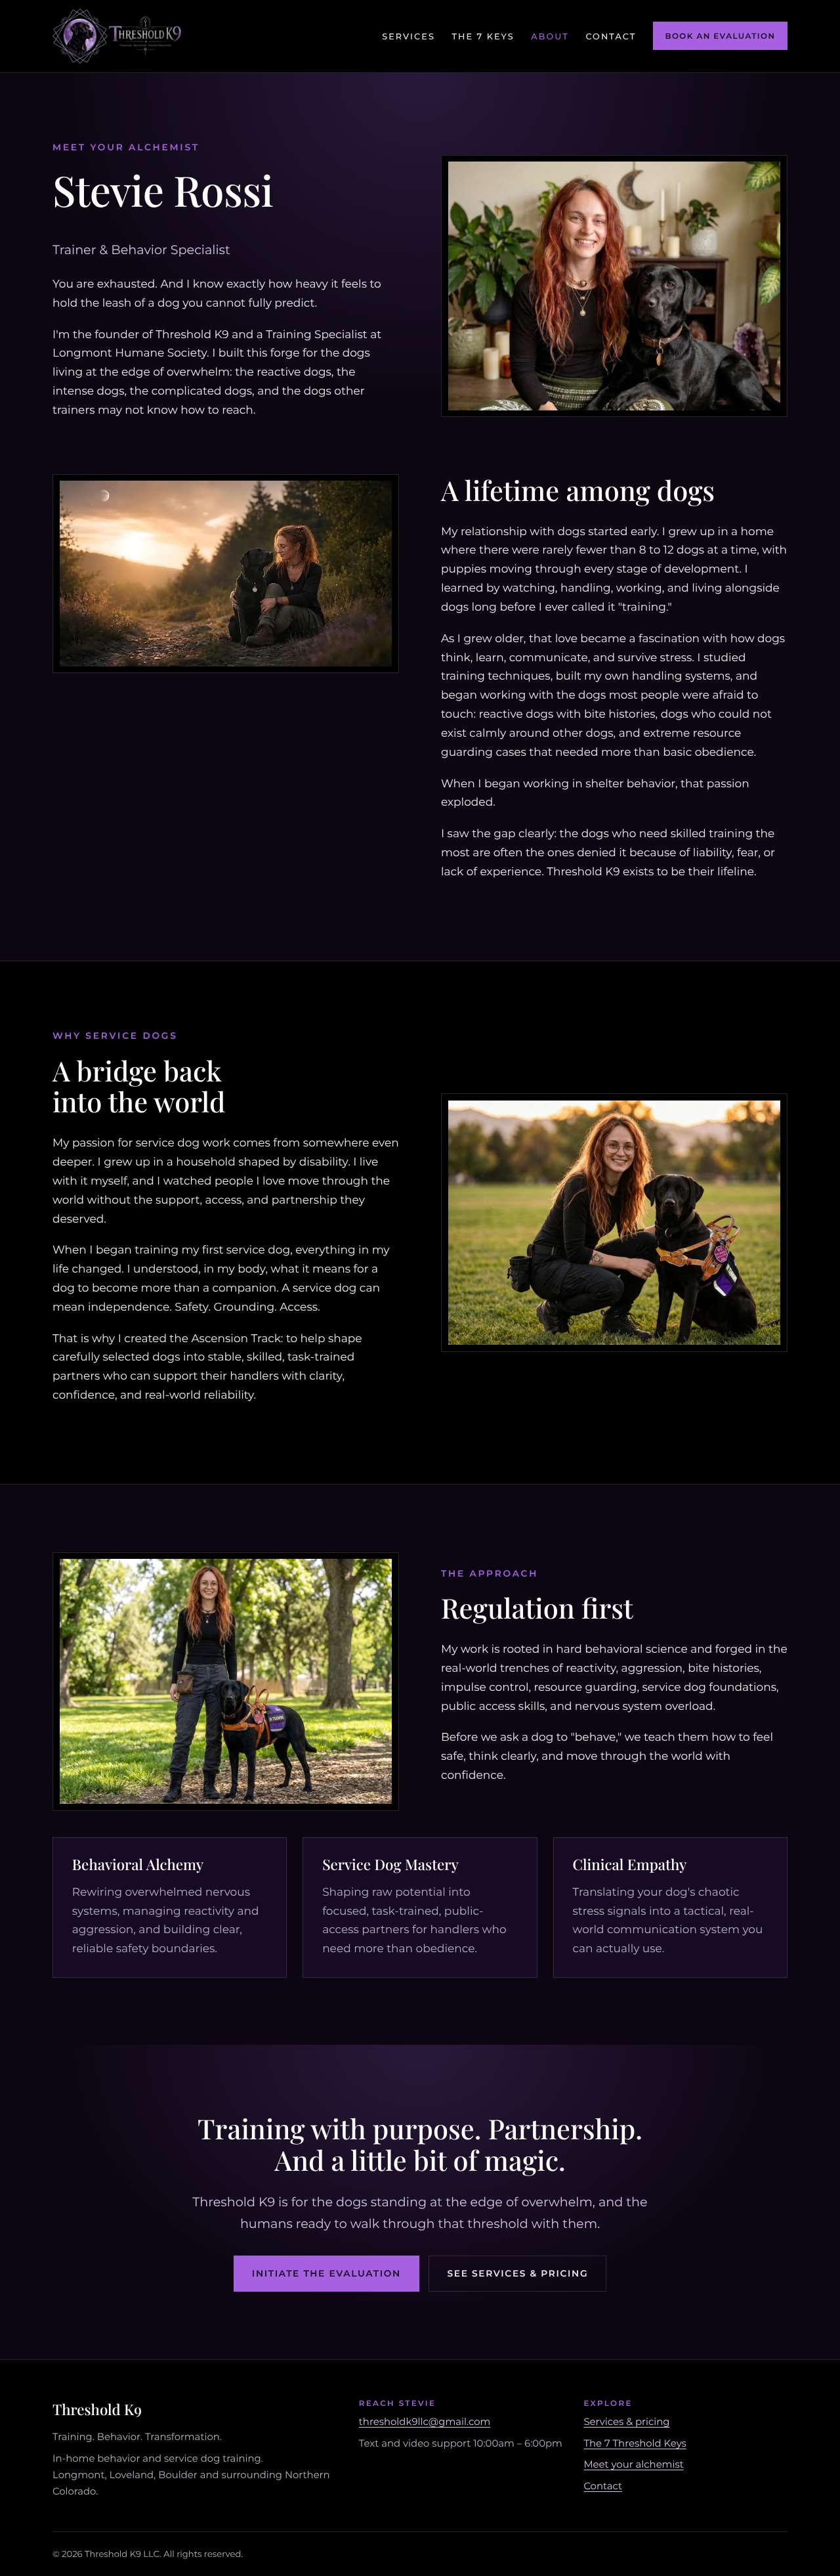 THRESHOLD K9
SERVICES
THE 7 KEYS
ABOUT
CONTACT
BOOK AN EVALUATION
MEET YOUR ALCHEMIST
Stevie Rossi
Trainer & Behavior Specialist
You are exhausted. And I know exactly how heavy it feels to
hold the leash of a dog you cannot fully predict.
I'm the founder of Threshold K9 and a Training Specialist at
Longmont Humane Society. I built this forge for the dogs
living at the edge of overwhelm: the reactive dogs, the
intense dogs, the complicated dogs, and the dogs other
trainers may not know how to reach.
A lifetime among dogs
My relationship with dogs started early. I grew up in a home
where there were rarely fewer than 8 to 12 dogs at a time, with
puppies moving through every stage of development. I
learned by watching, handling, working, and living alongside
dogs long before I ever called it "training."
As I grew older, that love became a fascination with how dogs
think, learn, communicate, and survive stress. I studied
training techniques, built my own handling systems, and
began working with the dogs most people were afraid to
touch: reactive dogs with bite histories, dogs who could not
exist calmly around other dogs, and extreme resource
guarding cases that needed more than basic obedience.
When I began working in shelter behavior, that passion
exploded.
I saw the gap clearly: the dogs who need skilled training the
most are often the ones denied it because of liability, fear, or
lack of experience. Threshold K9 exists to be their lifeline.
WHY SERVICE DOGS
A bridge back
into the world
My passion for service dog work comes from somewhere even
deeper. I grew up in a household shaped by disability. I live
with it myself, and I watched people I love move through the
world without the support, access, and partnership they
deserved.
When I began training my first service dog, everything in my
life changed. I understood, in my body, what it means for a
dog to become more than a companion. A service dog can
mean independence. Safety. Grounding. Access.
That is why I created the Ascension Track: to help shape
carefully selected dogs into stable, skilled, task-trained
partners who can support their handlers with clarity,
confidence, and real-world reliability.
THE APPROACH
Regulation first
My work is rooted in hard behavioral science and forged in the
real-world trenches of reactivity, aggression, bite histories,
impulse control, resource guarding, service dog foundations,
public access skills, and nervous system overload.
Before we ask a dog to "behave," we teach them how to feel
safe, think clearly, and move through the world with
confidence.
Behavioral Alchemy
Rewiring overwhelmed nervous
systems, managing reactivity and
aggression, and building clear,
reliable safety boundaries.
Service Dog Mastery
Shaping raw potential into
focused, task-trained, public-
access partners for handlers who
need more than obedience.
Clinical Empathy
Translating your dog's chaotic
stress signals into a tactical, real-
world communication system you
can actually use.
Training with purpose. Partnership.
And a little bit of magic.
Threshold K9 is for the dogs standing at the edge of overwhelm, and the
humans ready to walk through that threshold with them.
INITIATE THE EVALUATION
SEE SERVICES & PRICING
Threshold K9
Training. Behavior. Transformation.
In-home behavior and service dog training.
Longmont, Loveland, Boulder and surrounding Northern
Colorado.
REACH STEVIE
thresholdk9llc@gmail.com
Text and video support 10:00am – 6:00pm
EXPLORE
Services & pricing
The 7 Threshold Keys
Meet your alchemist
Contact
© 2026 Threshold K9 LLC. All rights reserved.